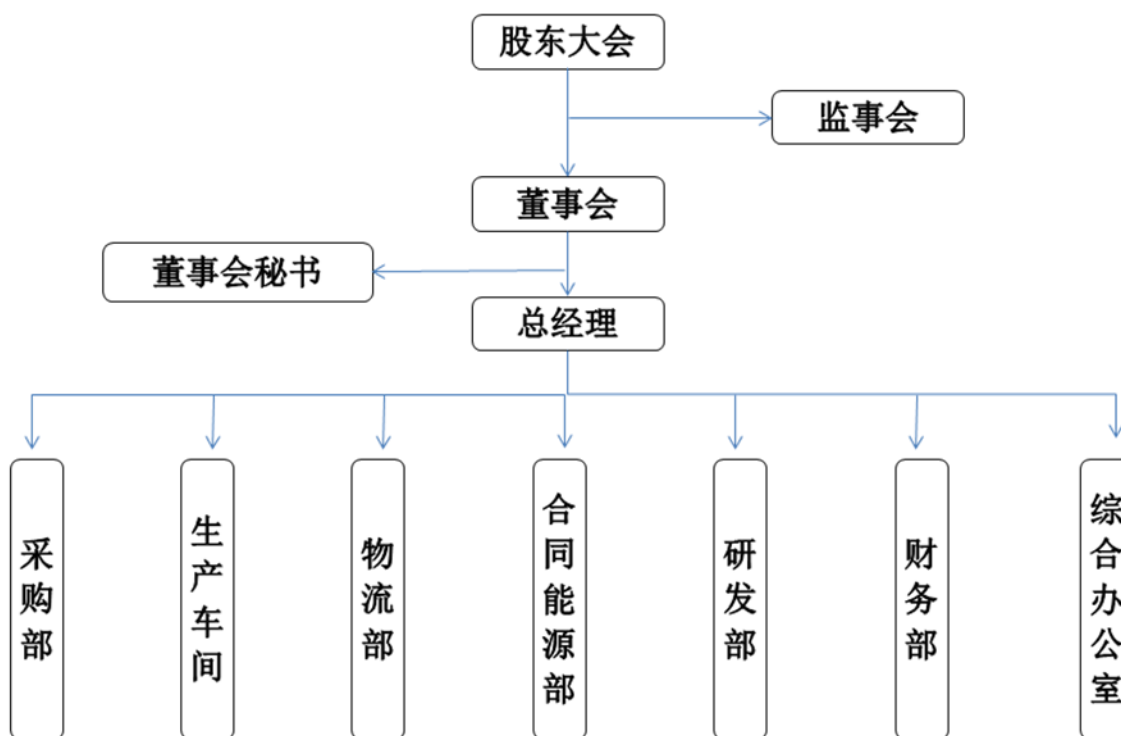 股东大会
监事会
董事会
董事会秘书
总经理
采购部
生产车间
物流部
合同能源部
研发部
财务部
综合办公室